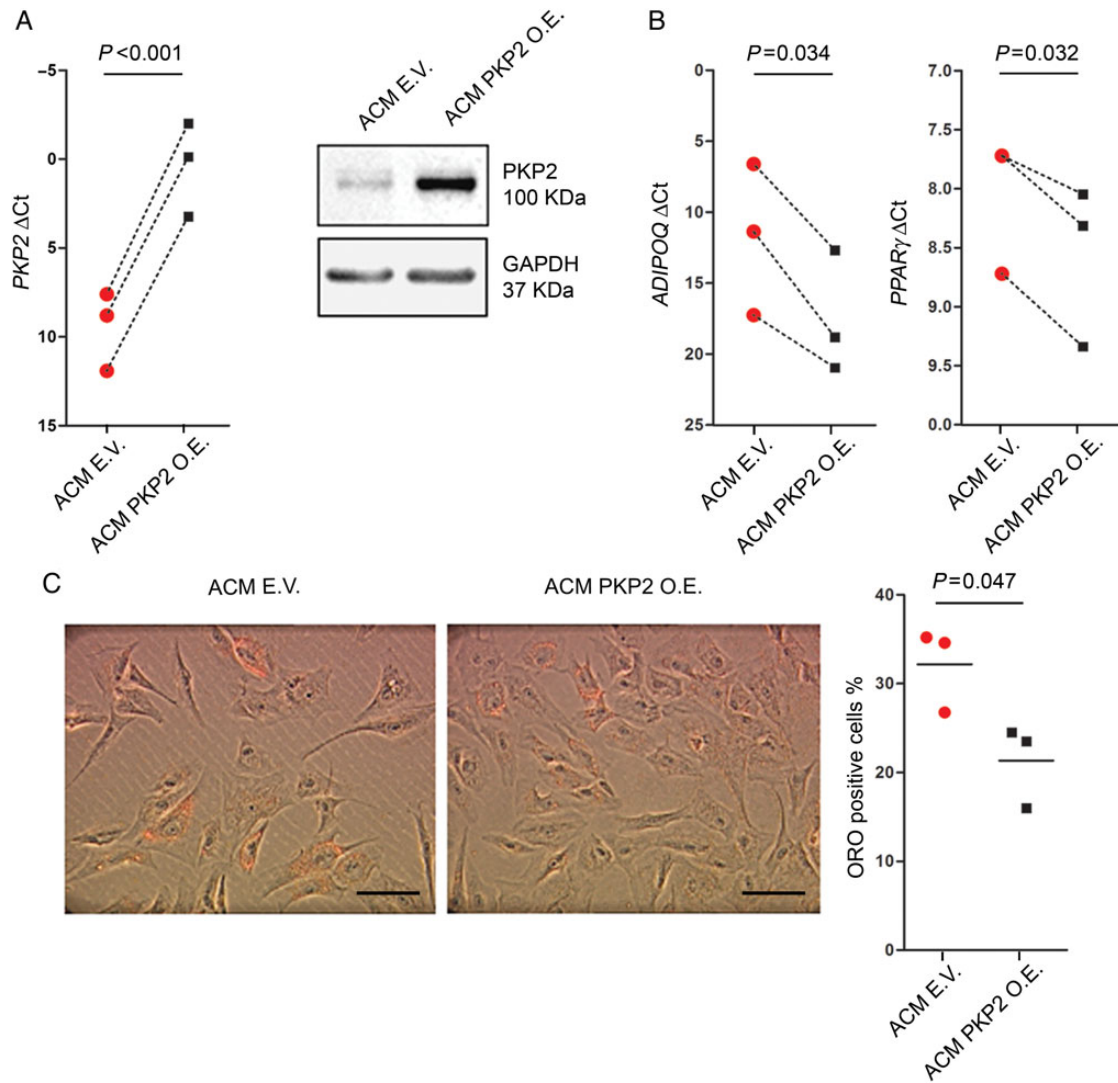 A
P<0.001
–5
0
5
10
15
PKP2 ΔCt
ACM E.V.
ACM PKP2 O.E.
ACM E.V.
ACM PKP2 O.E.
PKP2
100 KDa
GAPDH
37 KDa
B
P=0.034
0
5
10
15
20
25
ADIPOQ ΔCt
ACM E.V.
ACM PKP2 O.E.
P=0.032
7.0
7.5
8.0
8.5
9.0
9.5
0.0
PPARγ ΔCt
ACM E.V.
ACM PKP2 O.E.
C
ACM E.V.
ACM PKP2 O.E.
P=0.047
40
30
20
10
0
ORO positive cells %
ACM E.V.
ACM PKP2 O.E.